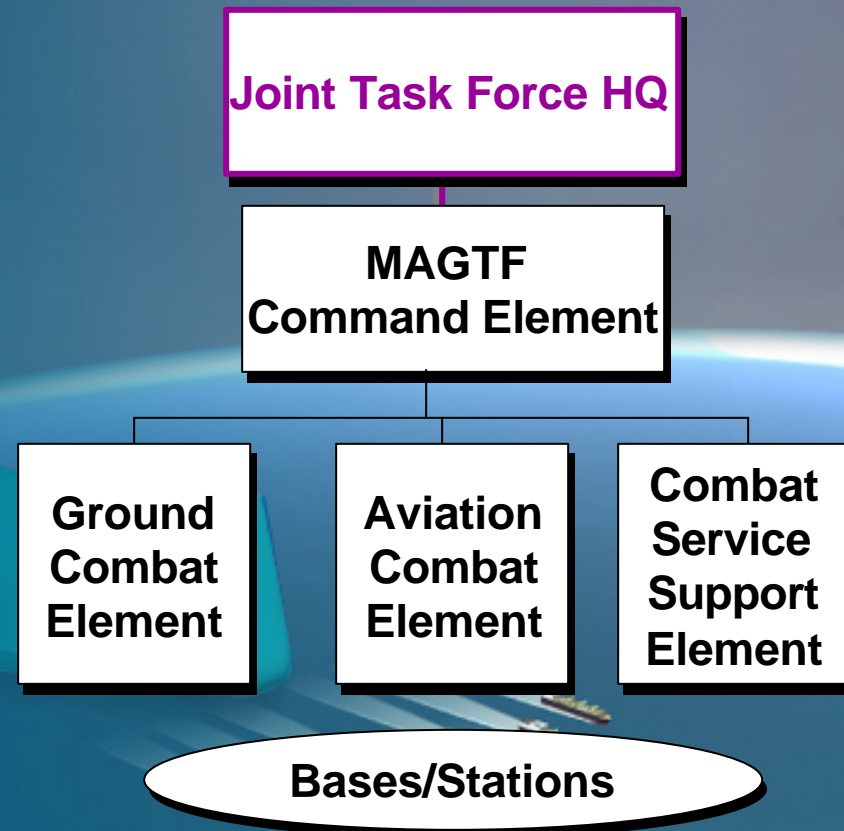 Joint Task Force HQ
MAGTF
Command Element
Ground
Combat
Element
Aviation
Combat
Element
Combat
Service
Support
Element
Bases/Stations